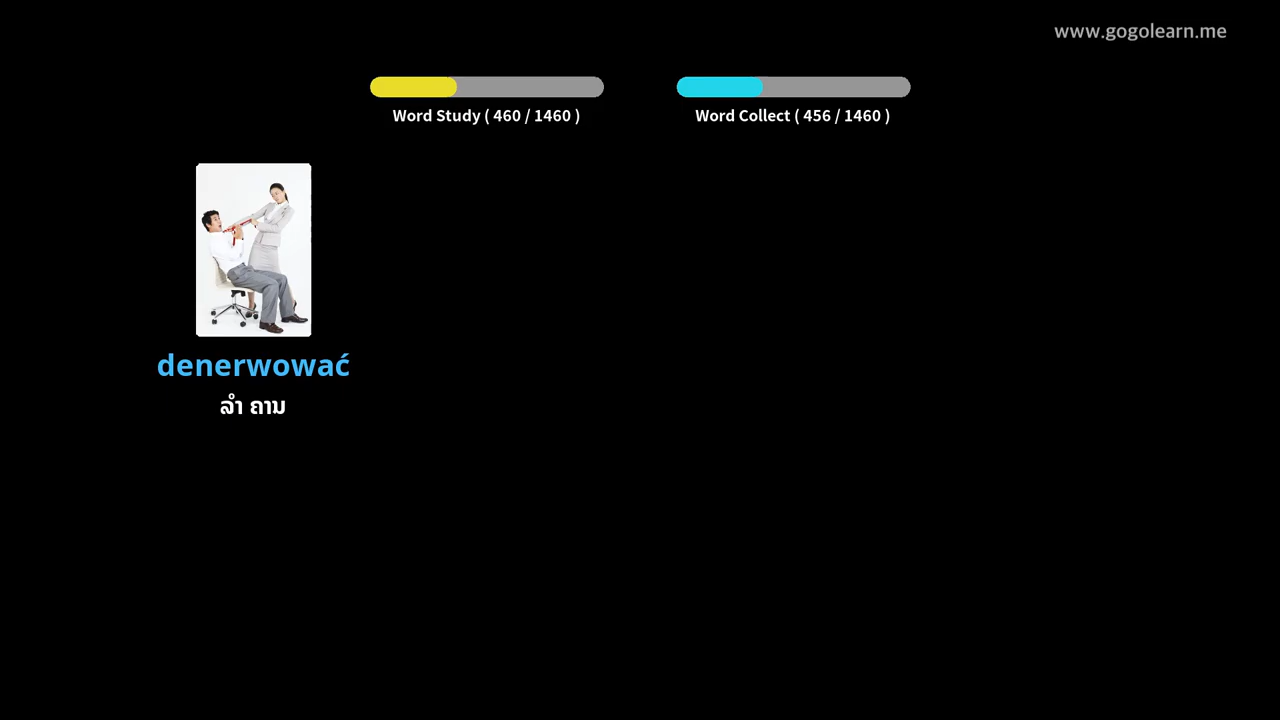 www.gogolearn.me
Word Study ( 460 / 1460 )
Word Collect ( 456 / 1460 )
denerwować
ລຳ ຄານ